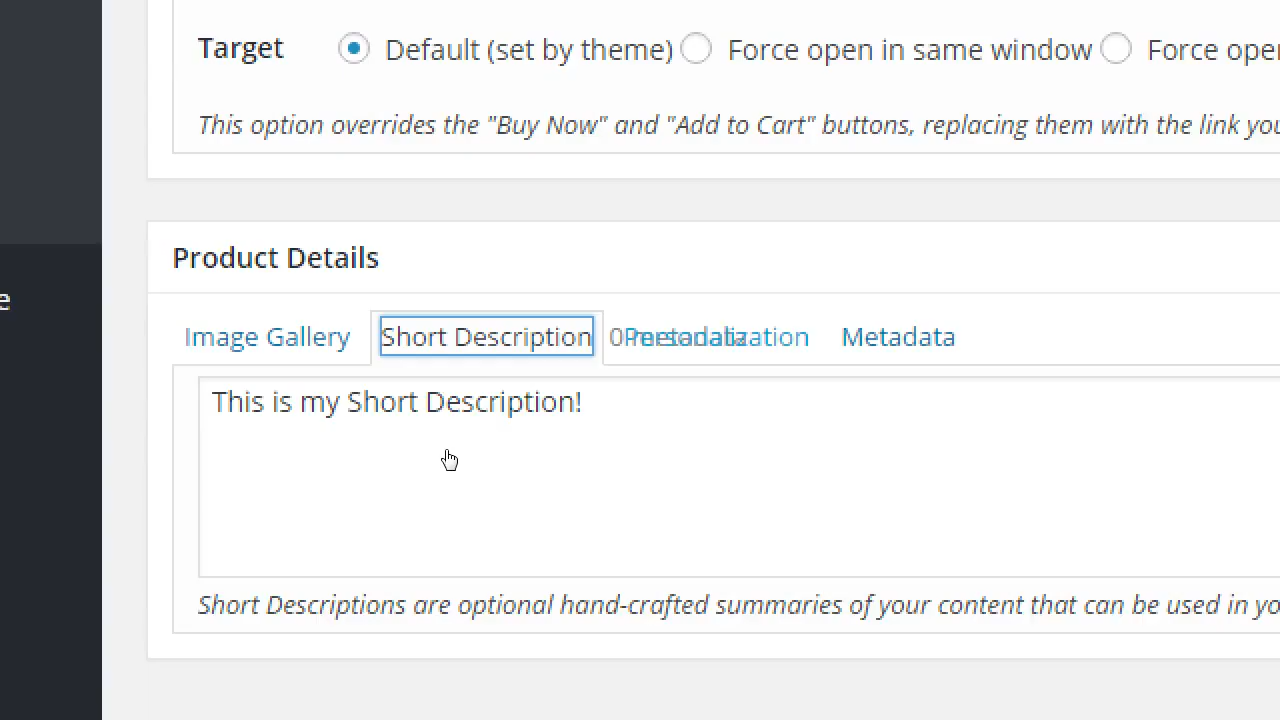 Target Default (set by theme) Force open in same window Force open
This option overrides the "Buy Now" and "Add to Cart" buttons, replacing them with the link you
Product Details
e
Image Gallery Short Description Personalization Metadata
This is my Short Description!
Short Descriptions are optional hand-crafted summaries of your content that can be used in yo